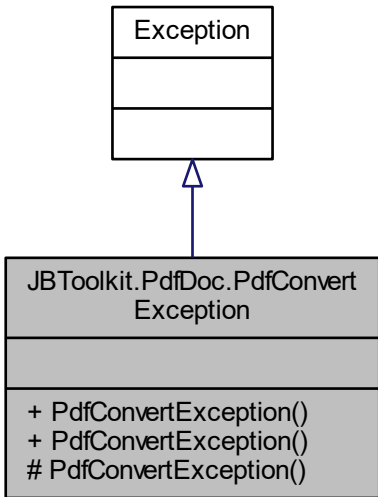 Exception
JBToolkit.PdfDoc.PdfConvert
Exception
+ PdfConvertException()
+ PdfConvertException()
# PdfConvertException()